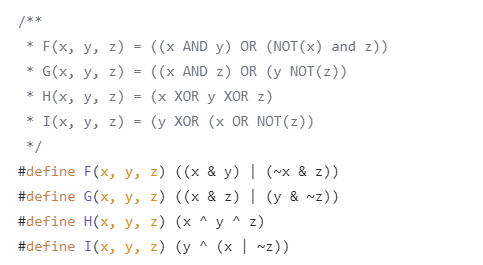 /**
 * F(x, y, z) = ((x AND y) OR (NOT(x) and z))
 * G(x, y, z) = ((x AND z) OR (y NOT(z))
 * H(x, y, z) = (x XOR y XOR z)
 * I(x, y, z) = (y XOR (x OR NOT(z))
 */
#define F(x, y, z) ((x & y) | (~x & z))
#define G(x, y, z) ((x & z) | (y & ~z))
#define H(x, y, z) (x ^ y ^ z)
#define I(x, y, z) (y ^ (x | ~z))